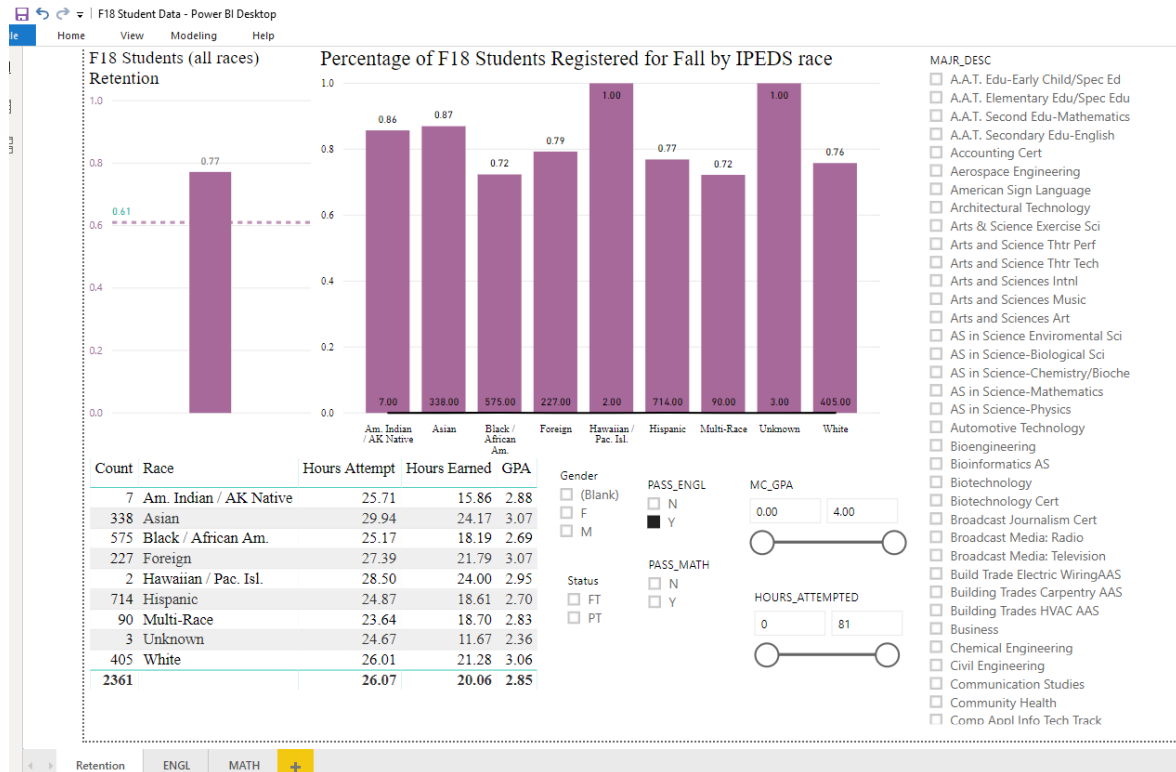 F18 Student Data - Power BI Desktop
Home View Modeling Help
F18 Students (all races)
Retention
1.0
0.8
0.77
0.61
0.6
0.4
0.2
0.0
Percentage of F18 Students Registered for Fall by IPEDS race
1.0
0.8
0.6
0.4
0.2
0.0
0.86 0.87 0.72 0.79 1.00 0.77 0.72 1.00 0.76
7.00 338.00 575.00 227.00 2.00 714.00 90.00 3.00 405.00
Am. Indian
/ AK Native
Asian
Black /
African
Am.
Foreign
Hawaiian /
Pac. Isl.
Hispanic
Multi-Race
Unknown
White
Count Race Hours Attempt Hours Earned GPA
7 Am. Indian / AK Native 25.71 15.86 2.88
338 Asian 29.94 24.17 3.07
575 Black / African Am. 25.17 18.19 2.69
227 Foreign 27.39 21.79 3.07
2 Hawaiian / Pac. Isl. 28.50 24.00 2.95
714 Hispanic 24.87 18.61 2.70
90 Multi-Race 23.64 18.70 2.83
3 Unknown 24.67 11.67 2.36
405 White 26.01 21.28 3.06
2361 26.07 20.06 2.85
Gender
(Blank)
F
M
Status
FT
PT
PASS_ENGL
N
Y
PASS_MATH
N
Y
MC_GPA
0.00 4.00
HOURS_ATTEMPTED
0 81
MAJR_DESC
A.A.T. Edu-Early Child/Spec Ed
A.A.T. Elementary Edu/Spec Edu
A.A.T. Second Edu-Mathematics
A.A.T. Secondary Edu-English
Accounting Cert
Aerospace Engineering
American Sign Language
Architectural Technology
Arts & Science Exercise Sci
Arts and Science Thtr Perf
Arts and Science Thtr Tech
Arts and Sciences Intnl
Arts and Sciences Music
Arts and Sciences Art
AS in Science Enviromental Sci
AS in Science-Biological Sci
AS in Science-Chemistry/Bioche
AS in Science-Mathematics
AS in Science-Physics
Automotive Technology
Bioengineering
Bioinformatics AS
Biotechnology
Biotechnology Cert
Broadcast Journalism Cert
Broadcast Media: Radio
Broadcast Media: Television
Build Trade Electric WiringAAS
Building Trades Carpentry AAS
Building Trades HVAC AAS
Business
Chemical Engineering
Civil Engineering
Communication Studies
Community Health
Comp Appl Info Tech Track
Retention ENGL MATH +